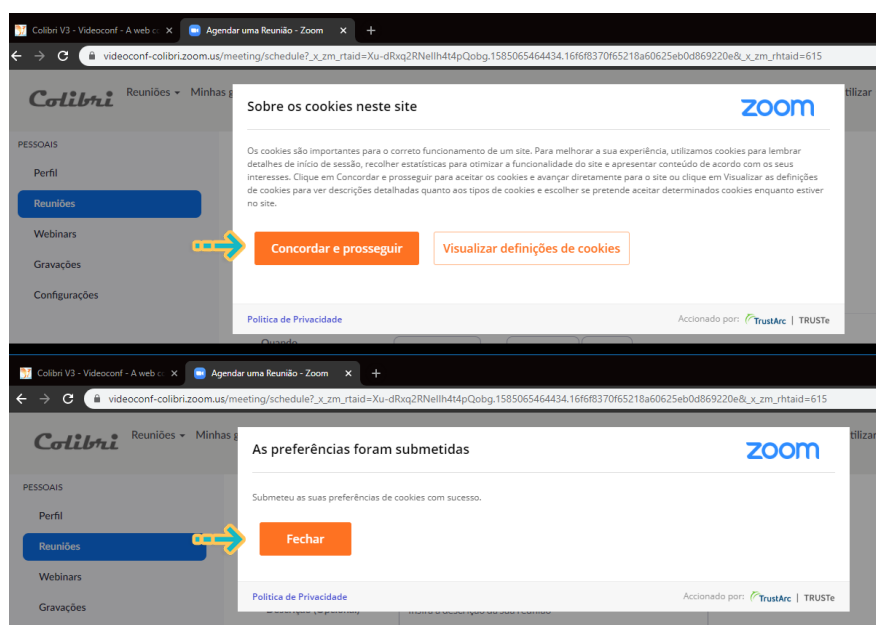 Colibri V3 - Videoconf - A web c
Agendar uma Reunião - Zoom
videoconf-colibri.zoom.us/meeting/schedule?_x_zm_rtaid=Xu-dRxq2RNeIlh4t4pQobg.1585065464434.16f6f8370f65218a60625eb0d869220e&_x_zm_rhtaid=615
Colibri
Reuniões
Minhas
tilizar
Sobre os cookies neste site
zoom
PESSOAIS
Perfil
Reuniões
Webinars
Gravações
Configurações
Os cookies são importantes para o correto funcionamento de um site. Para melhorar a sua experiência, utilizamos cookies para lembrar
detalhes de início de sessão, recolher estatísticas para otimizar a funcionalidade do site e apresentar conteúdo de acordo com os seus
interesses. Clique em Concordar e prosseguir para aceitar os cookies e avançar diretamente para o site ou clique em Visualizar as definições
de cookies para ver descrições detalhadas quanto aos tipos de cookies e escolher se pretende aceitar determinados cookies enquanto estiver
no site.
Concordar e prosseguir
Visualizar definições de cookies
Politica de Privacidade
Accionado por: TrustArc | TRUSTe
Quando
Colibri V3 - Videoconf - A web c
Agendar uma Reunião - Zoom
videoconf-colibri.zoom.us/meeting/schedule?_x_zm_rtaid=Xu-dRxq2RNeIlh4t4pQobg.1585065464434.16f6f8370f65218a60625eb0d869220e&_x_zm_rhtaid=615
Colibri
Reuniões
Minhas
tilizar
As preferências foram submetidas
zoom
PESSOAIS
Perfil
Reuniões
Webinars
Gravações
Submeteu as suas preferências de cookies com sucesso.
Fechar
Politica de Privacidade
Accionado por: TrustArc | TRUSTe